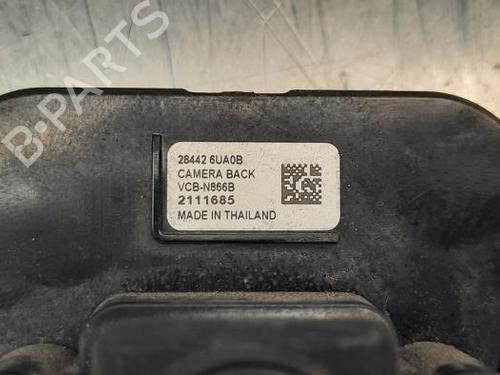 B-PARTS
28442 6UA0B
CAMERA BACK
VCB-N866B
2111685
MADE IN THAILAND